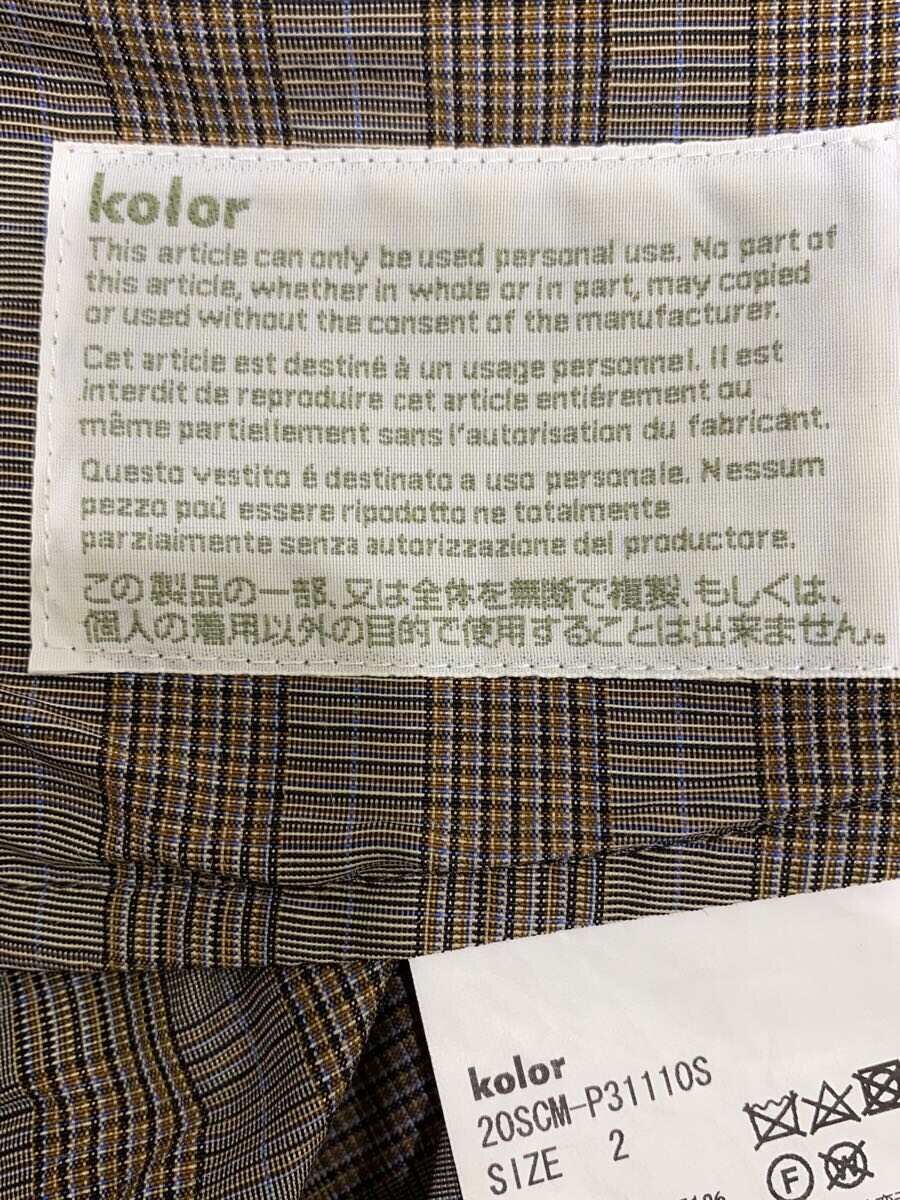 kolor
This article can only be used personal use. No part of
this article, whether in whole or in part, may copied
or used without the consent of the manufacturer.
Cet article est destiné à un usage personnel. Il est
interdit de reproduire cet article entiérement ou
même partiellement sans l'autorisation du fabricant.
Questo vestito é destinato a uso personale. Nessum
pezzo poù essere ripodotto ne totalmente
parzialmente senza autorizzazione del productore.
この製品の一部、又は全体を無断で複製、もしくは、
個人の着用以外の目的で使用することは出来ません。
kolor
20SCM-P31110S
SIZE 2
F
W